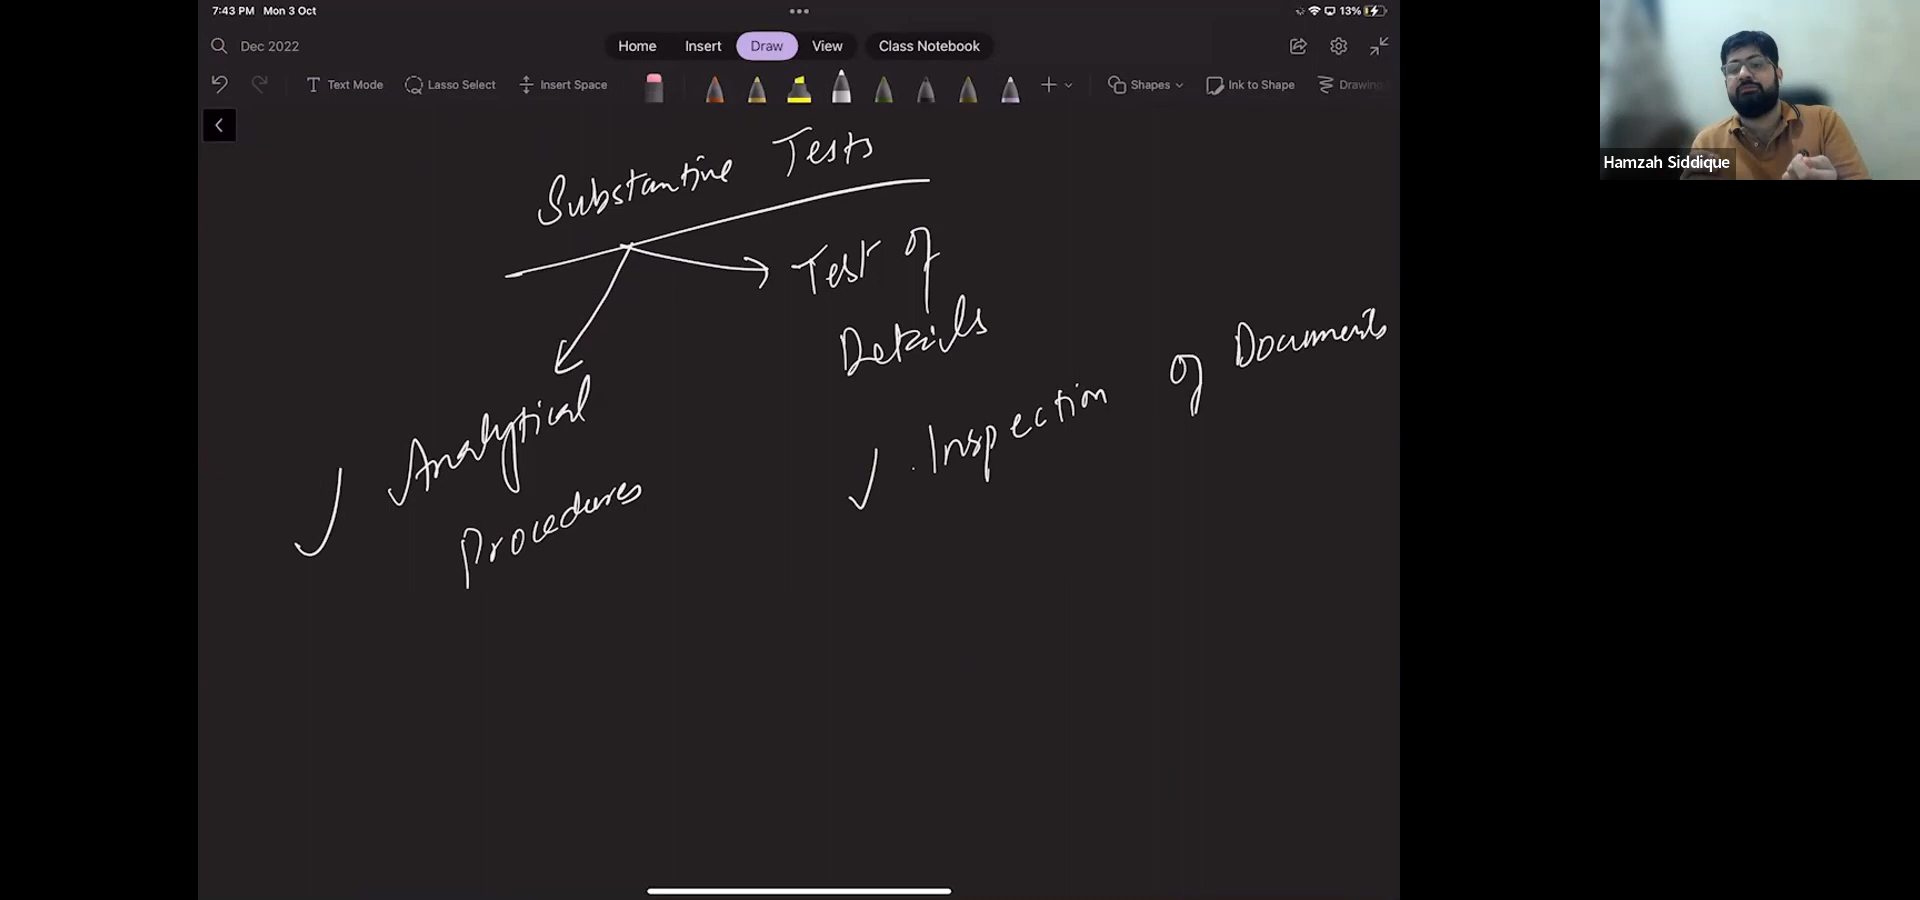 7:43 PM Mon 3 Oct
13%
Dec 2022
Home Insert Draw View Class Notebook
Text Mode Lasso Select Insert Space Shapes Ink to Shape Drawing
Hamzah Siddique
Substantive Tests
Test of
Details
Analytical
Procedures
Inspection of Documents